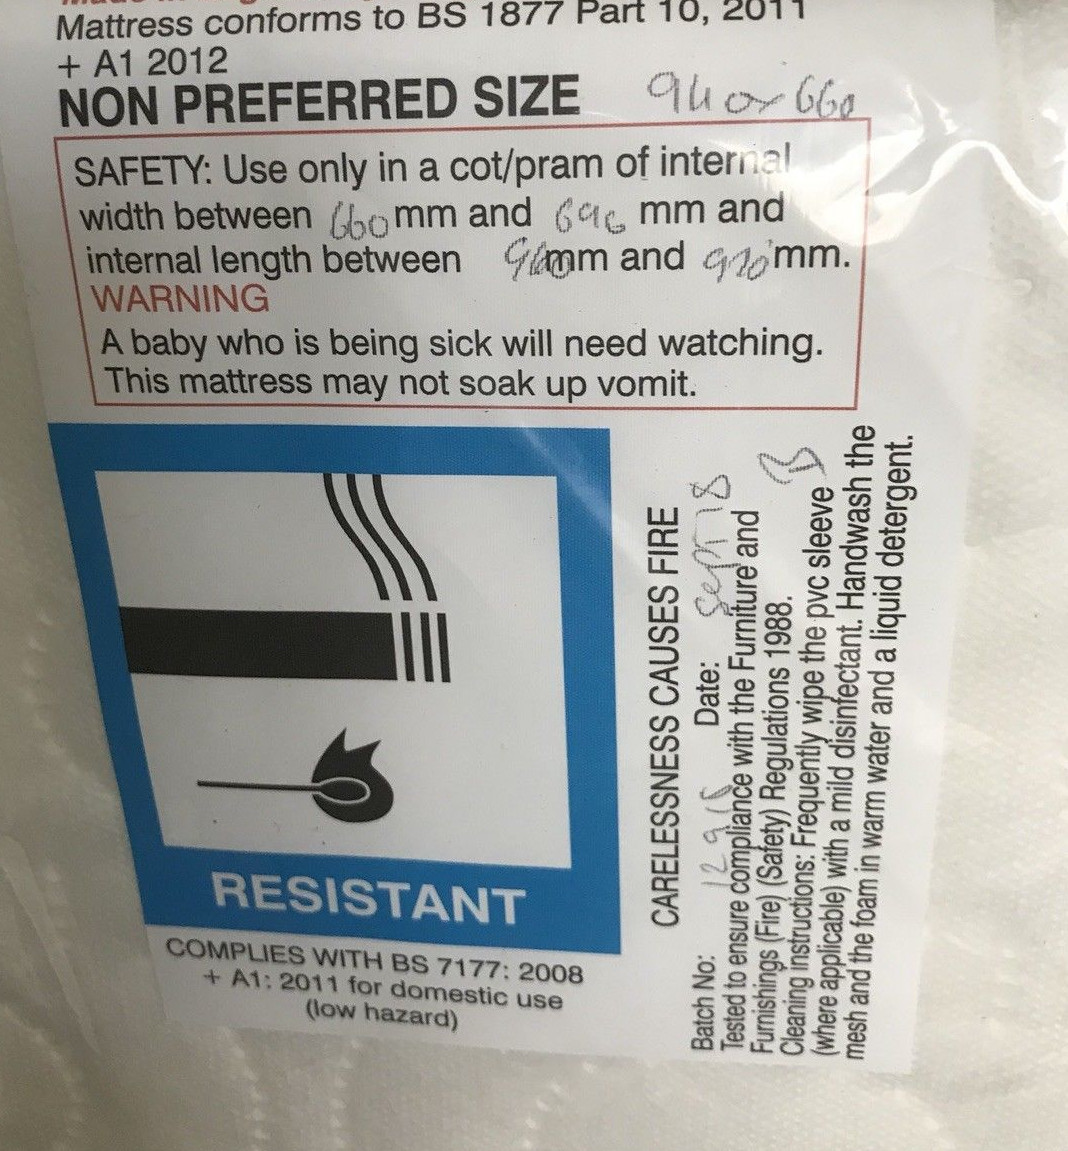 Mattress conforms to BS 1877 Part 10, 2011
+ A1 2012
NON PREFERRED SIZE 940 x 660
SAFETY: Use only in a cot/pram of internal
width between 660 mm and 696 mm and
internal length between mm and 970 mm.
WARNING
A baby who is being sick will need watching.
This mattress may not soak up vomit.
RESISTANT
COMPLIES WITH BS 7177: 2008
+ A1: 2011 for domestic use
(low hazard)
CARELESSNESS CAUSES FIRE
Batch No: Date: Sept 18
Tested to ensure compliance with the Furniture and
Furnishings (Fire) (Safety) Regulations 1988.
Cleaning instructions: Frequently wipe the pvc sleeve
(where applicable) with a mild disinfectant. Handwash the
mesh and the foam in warm water and a liquid detergent.